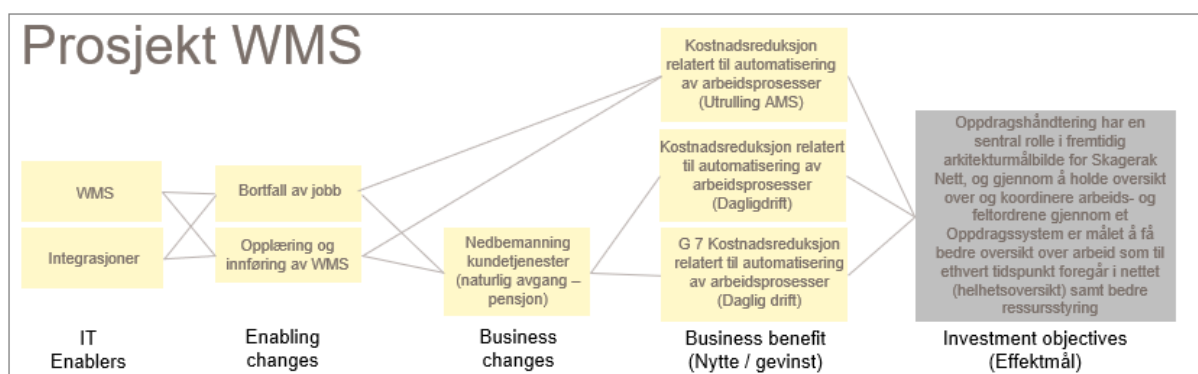 Prosjekt WMS
WMS
Integrasjoner
IT
Enablers
Bortfall av jobb
Opplæring og
innføring av WMS
Enabling
changes
Nedbemanning
kundetjenester
(naturlig avgang –
pensjon)
Business
changes
Kostnadsreduksjon
relatert til automatisering
av arbeidsprosesser
(Utrulling AMS)
Kostnadsreduksjon relatert
til automatisering av
arbeidsprosesser
(Dagligdrift)
G 7 Kostnadsreduksjon
relatert til automatisering
av arbeidsprosesser
(Daglig drift)
Business benefit
(Nytte / gevinst)
Oppdragshåndtering har en
sentral rolle i fremtidig
arkitekturmålbilde for Skagerak
Nett, og gjennom å holde oversikt
over og koordinere arbeids- og
feltordrene gjennom et
Oppdragssystem er målet å få
bedre oversikt over arbeid som til
ethvert tidspunkt foregår i nettet
(helhetsoversikt) samt bedre
ressursstyring
Investment objectives
(Effektmål)